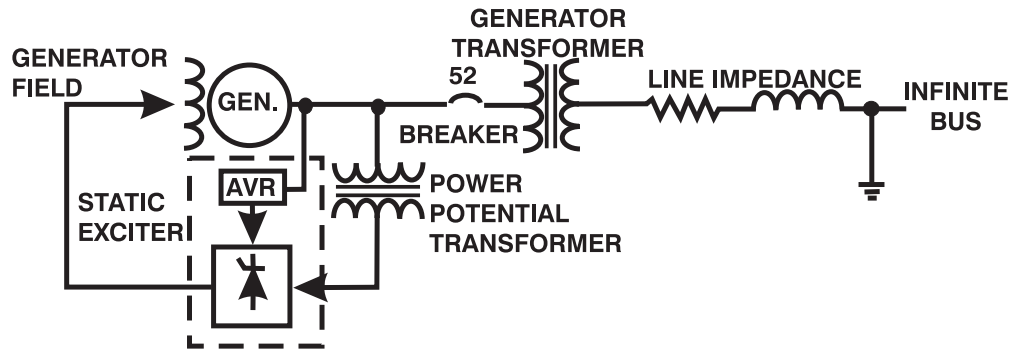 GENERATOR
TRANSFORMER
GENERATOR
FIELD
52
LINE IMPEDANCE
INFINITE
BUS
GEN.
BREAKER
AVR
STATIC
EXCITER
POWER
POTENTIAL
TRANSFORMER